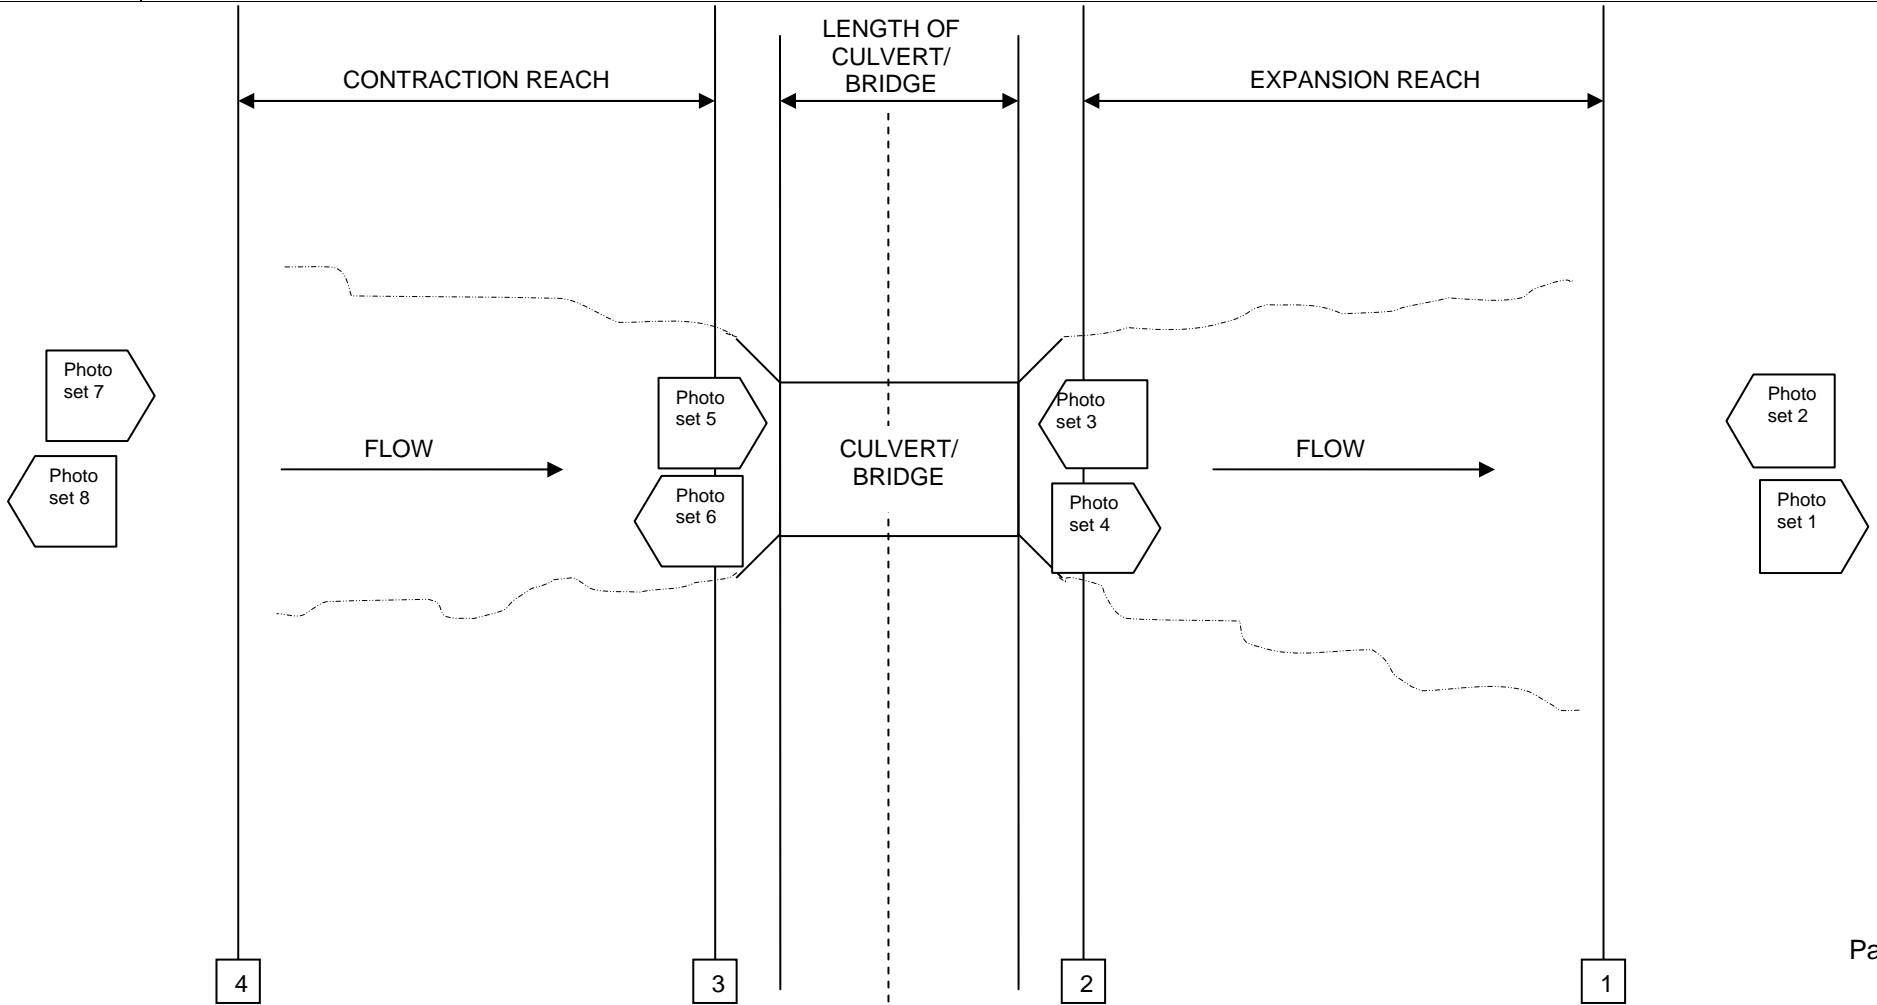 LENGTH OF
CULVERT/
BRIDGE
CONTRACTION REACH
EXPANSION REACH
Photo
set 7
Photo
set 8
FLOW
Photo
set 5
Photo
set 6
CULVERT/
BRIDGE
Photo
set 3
Photo
set 4
FLOW
Photo
set 2
Photo
set 1
Pa
4
3
2
1